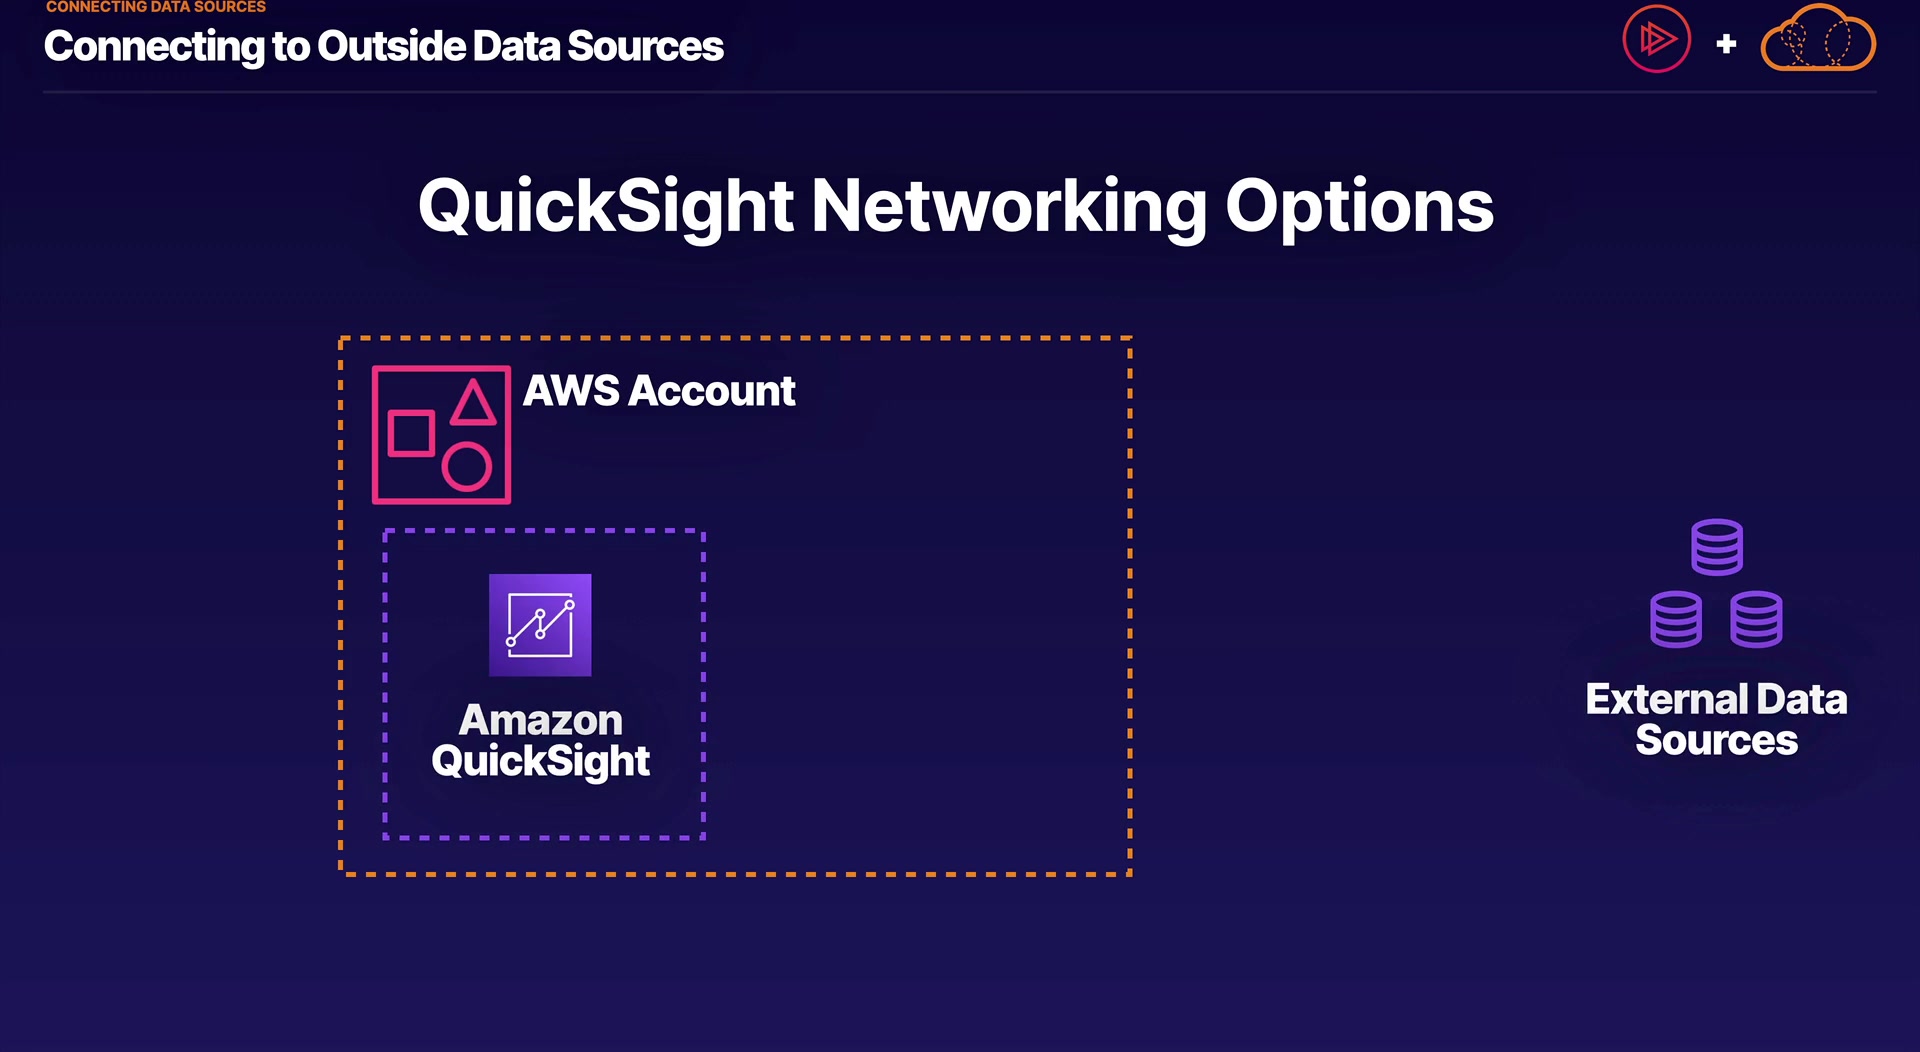 CONNECTING DATA SOURCES
Connecting to Outside Data Sources
+
QuickSight Networking Options
AWS Account
Amazon
QuickSight
External Data
Sources